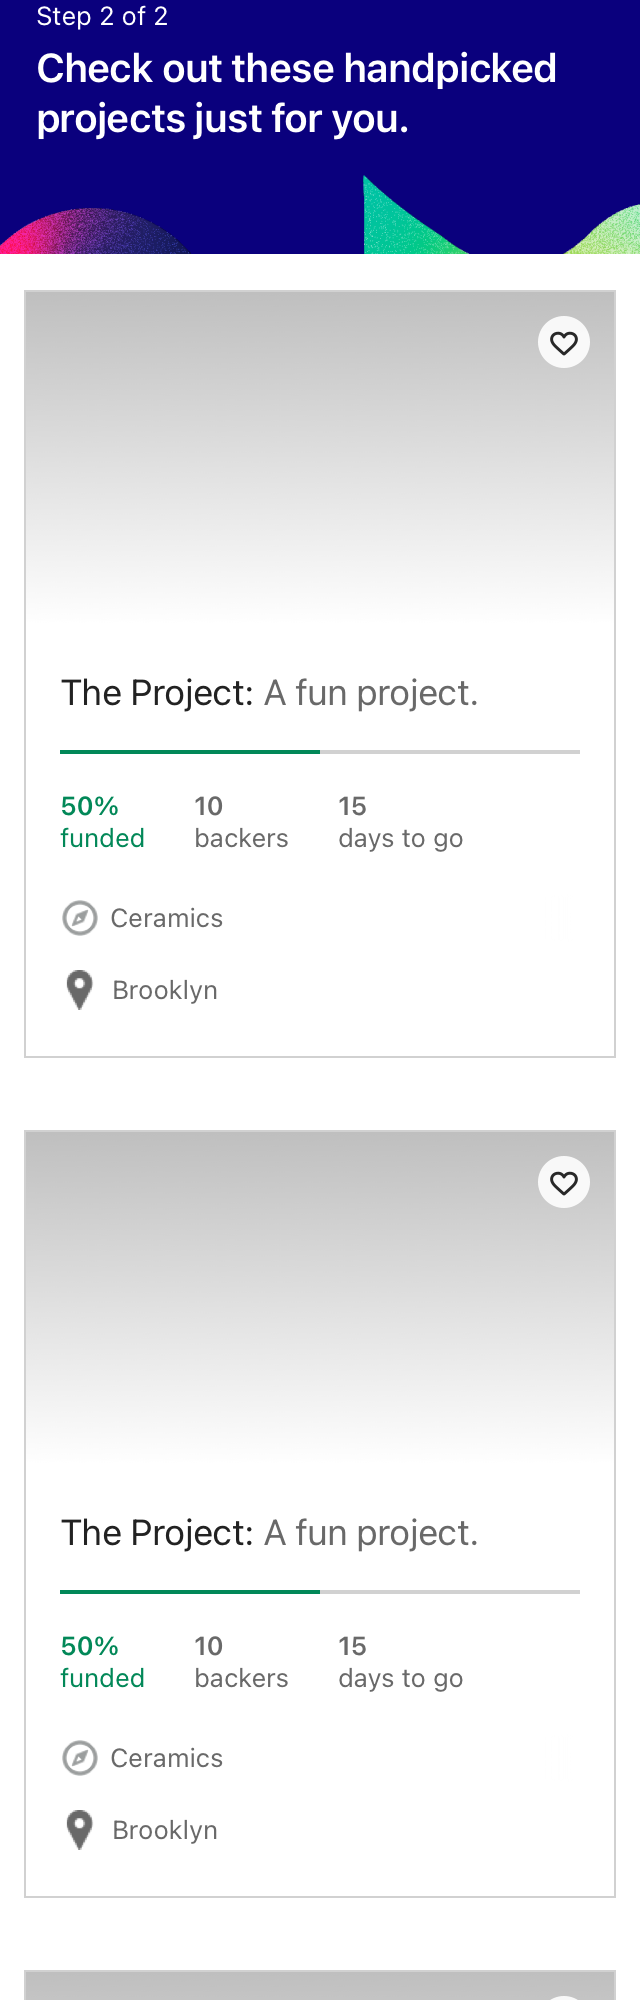 Step 2 of 2
Check out these handpicked
projects just for you.
The Project: A fun project.
50%
funded
10
backers
15
days to go
Ceramics
Brooklyn
The Project: A fun project.
50%
funded
10
backers
15
days to go
Ceramics
Brooklyn